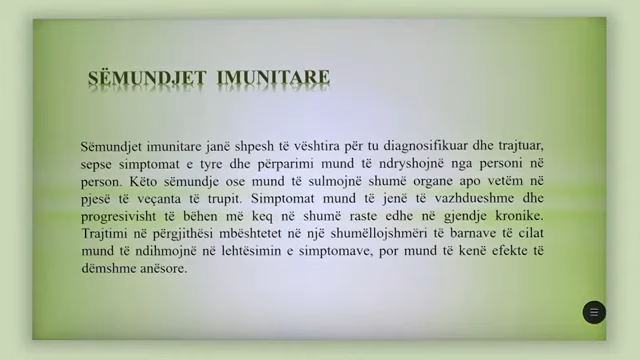 SËMUNDJET IMUNITARE
Sëmundjet imunitare janë shpesh të vështira për tu diagnosifikuar dhe trajtuar,
sepse simptomat e tyre dhe përparimi mund të ndryshojnë nga personi në
person. Këto sëmundje ose mund të sulmojnë shumë organe apo vetëm në
pjesë të veçanta të trupit. Simptomat mund të jenë të vazhdueshme dhe
progresivisht të bëhen më keq në shumë raste edhe në gjendje kronike.
Trajtimi në përgjithësi mbështetet në një shumëllojshmëri të barnave të cilat
mund të ndihmojnë në lehtësimin e simptomave, por mund të kenë efekte të
dëmshme anësore.